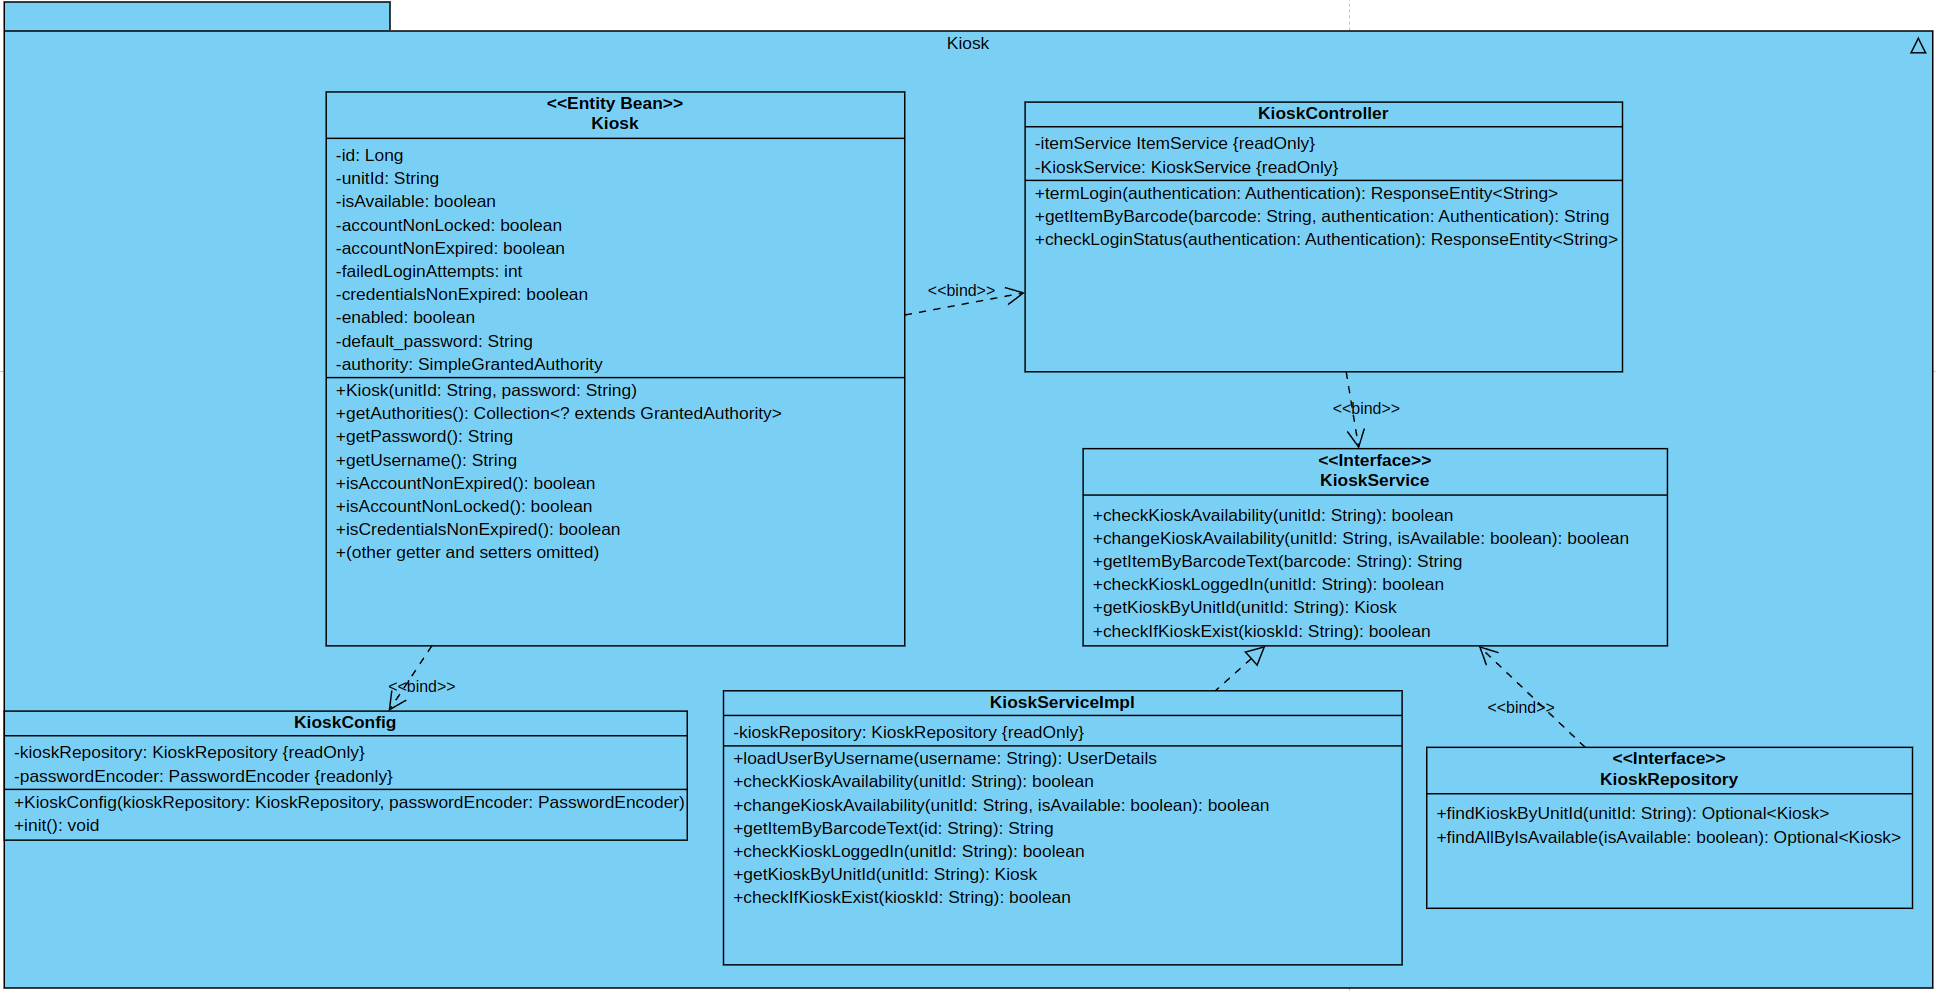 Kiosk
<<Entity Bean>>
Kiosk
-id: Long
-unitId: String
-isAvailable: boolean
-accountNonLocked: boolean
-accountNonExpired: boolean
-failedLoginAttempts: int
-credentialsNonExpired: boolean
-enabled: boolean
-default_password: String
-authority: SimpleGrantedAuthority
+Kiosk(unitId: String, password: String)
+getAuthorities(): Collection<? extends GrantedAuthority>
+getPassword(): String
+getUsername(): String
+isAccountNonExpired(): boolean
+isAccountNonLocked(): boolean
+isCredentialsNonExpired(): boolean
+(other getter and setters omitted)
<<bind>>
KioskController
-itemService ItemService {readOnly}
-KioskService: KioskService {readOnly}
+termLogin(authentication: Authentication): ResponseEntity<String>
+getItemByBarcode(barcode: String, authentication: Authentication): String
+checkLoginStatus(authentication: Authentication): ResponseEntity<String>
<<bind>>
<<Interface>>
KioskService
+checkKioskAvailability(unitId: String): boolean
+changeKioskAvailability(unitId: String, isAvailable: boolean): boolean
+getItemByBarcodeText(barcode: String): String
+checkKioskLoggedIn(unitId: String): boolean
+getKioskByUnitId(unitId: String): Kiosk
+checkIfKioskExist(kioskId: String): boolean
<<bind>>
KioskConfig
-kioskRepository: KioskRepository {readOnly}
-passwordEncoder: PasswordEncoder {readonly}
+KioskConfig(kioskRepository: KioskRepository, passwordEncoder: PasswordEncoder)
+init(): void
KioskServiceImpl
-kioskRepository: KioskRepository {readOnly}
+loadUserByUsername(username: String): UserDetails
+checkKioskAvailability(unitId: String): boolean
+changeKioskAvailability(unitId: String, isAvailable: boolean): boolean
+getItemByBarcodeText(id: String): String
+checkKioskLoggedIn(unitId: String): boolean
+getKioskByUnitId(unitId: String): Kiosk
+checkIfKioskExist(kioskId: String): boolean
<<bind>>
<<Interface>>
KioskRepository
+findKioskByUnitId(unitId: String): Optional<Kiosk>
+findAllByIsAvailable(isAvailable: boolean): Optional<Kiosk>